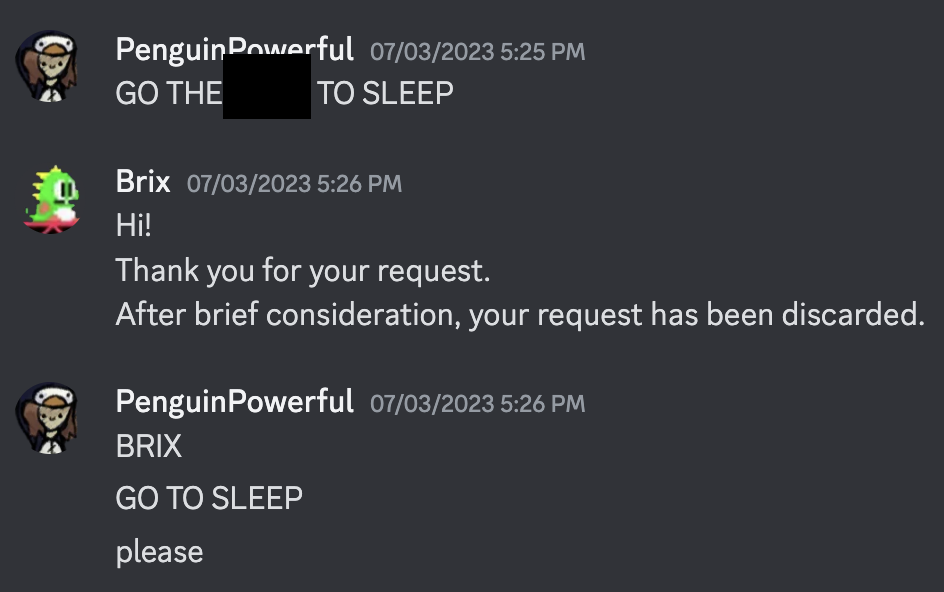 PenguinPowerful 07/03/2023 5:25 PM
GO THE TO SLEEP
Brix 07/03/2023 5:26 PM
Hi!
Thank you for your request.
After brief consideration, your request has been discarded.
PenguinPowerful 07/03/2023 5:26 PM
BRIX
GO TO SLEEP
please